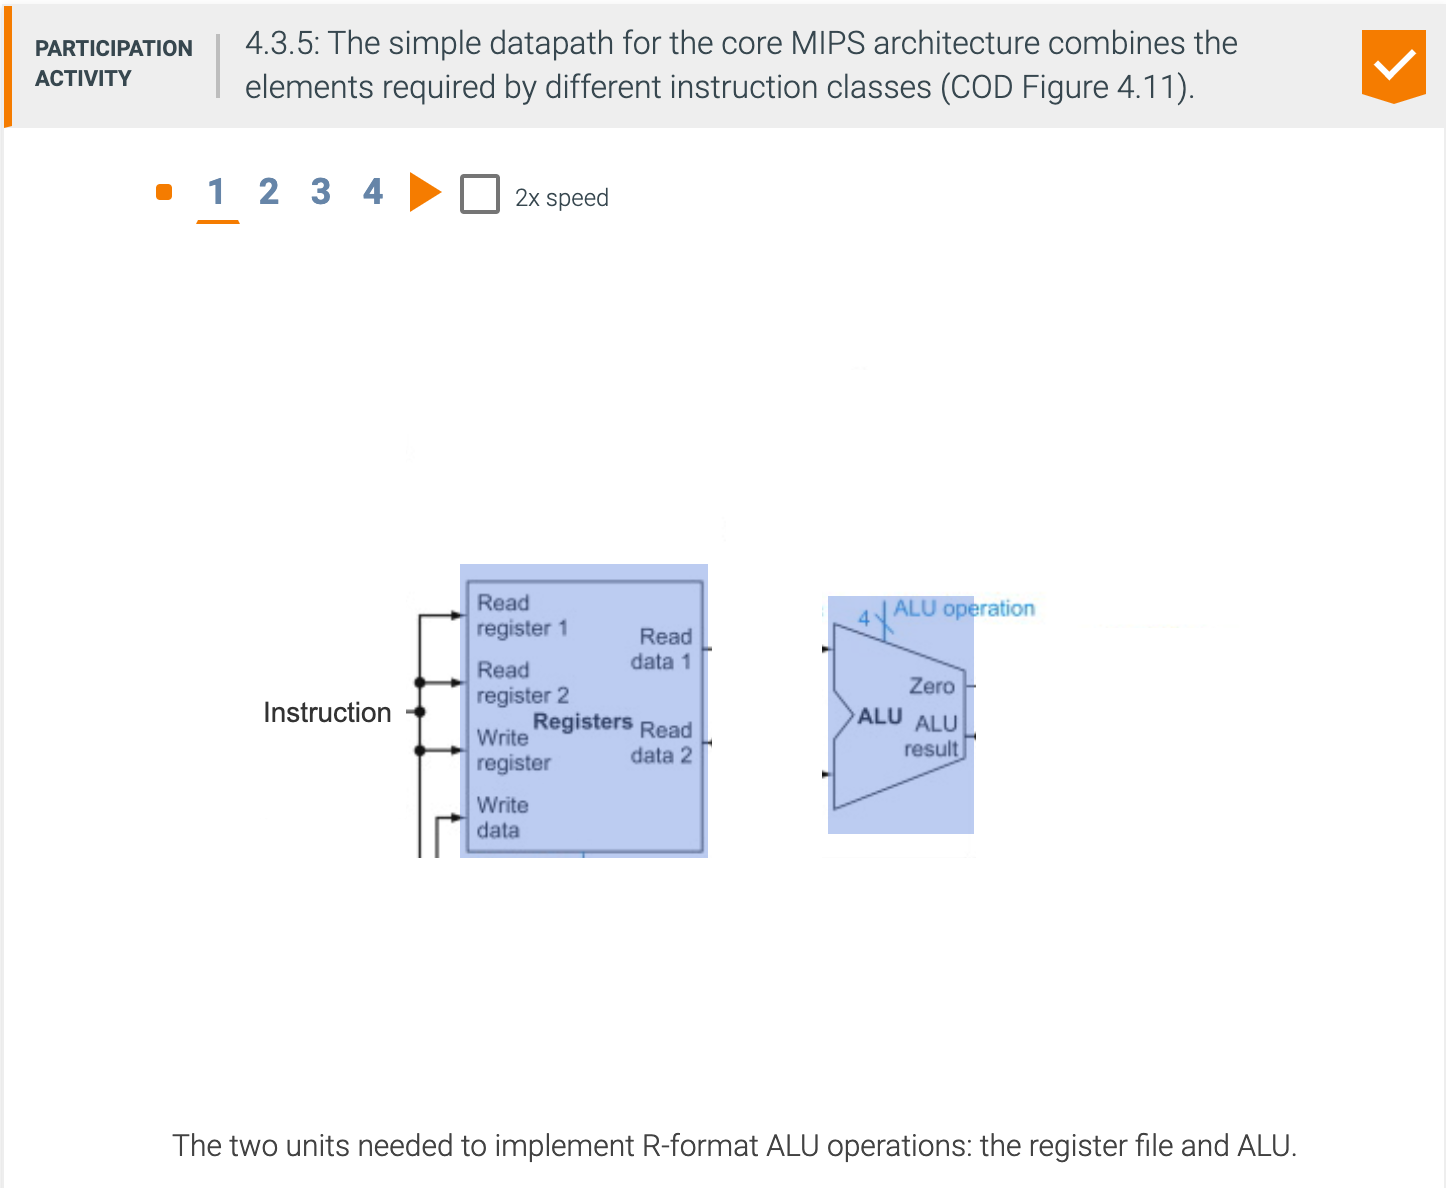 PARTICIPATION
ACTIVITY
4.3.5: The simple datapath for the core MIPS architecture combines the
elements required by different instruction classes (COD Figure 4.11).
1 2 3 4
2x speed
Instruction
Read
register 1
Read
register 2
Write
register
Write
data
Registers
Read
data 1
Read
data 2
4
ALU operation
Zero
ALU
ALU
result
The two units needed to implement R-format ALU operations: the register file and ALU.